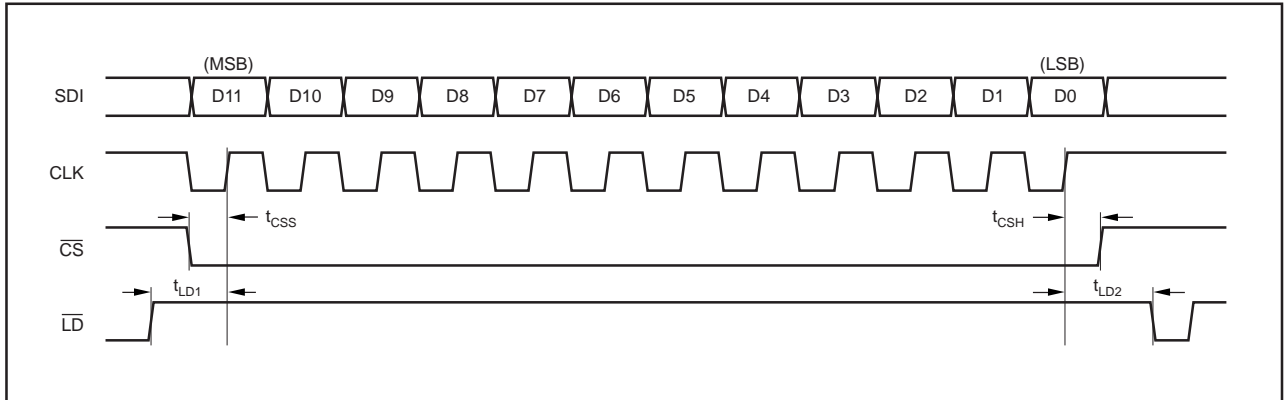 (MSB) (LSB)
SDI D11 D10 D9 D8 D7 D6 D5 D4 D3 D2 D1 D0
CLK
tCSS tCSH
CS
tLD1 tLD2
LD